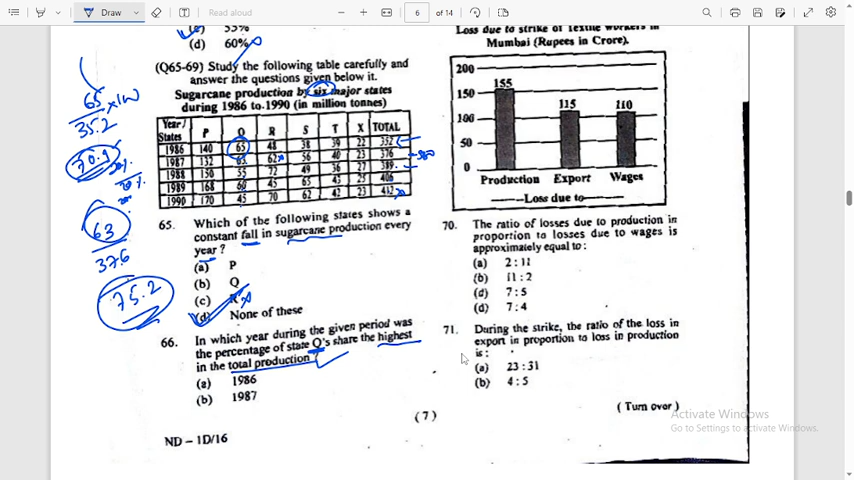 Draw
Read aloud
6
of 14
(c) 55%
(d) 60%
(Q65-69) Study the following table carefully and
answer the questions given below it.
Sugarcane production by six major states
during 1986 to 1990 (in million tonnes)
Year / States P Q R S T X TOTAL
1986 140 65 48 38 39 22 352
1987 132 63 62 56 40 23 376
1988 150 55 72 49 36 27 389
1989 168 60 45 65 43 25 406
1990 170 45 70 62 42 23 412
65
35.2
63
37.6
75.2
65. Which of the following states shows a
constant fall in sugarcane production every
year ?
(a) P
(b) Q
(c) R
(d) None of these
66. In which year during the given period was
the percentage of state Q's share the highest
in the total production
(a) 1986
(b) 1987
ND – 1D/16
(7)
Loss due to strike of Textile workers in
Mumbai (Rupees in Crore).
200
150
100
50
0
155
115
110
Production Export Wages
Loss due to
70. The ratio of losses due to production in
proportion to losses due to wages is
approximately equal to :
(a) 2 : 11
(b) 11 : 2
(d) 7 : 5
(d) 7 : 4
71. During the strike, the ratio of the loss in
export in proportion to loss in production
is :
(a) 23 : 31
(b) 4 : 5
( Turn over )
Activate Windows
Go to Settings to activate Windows.